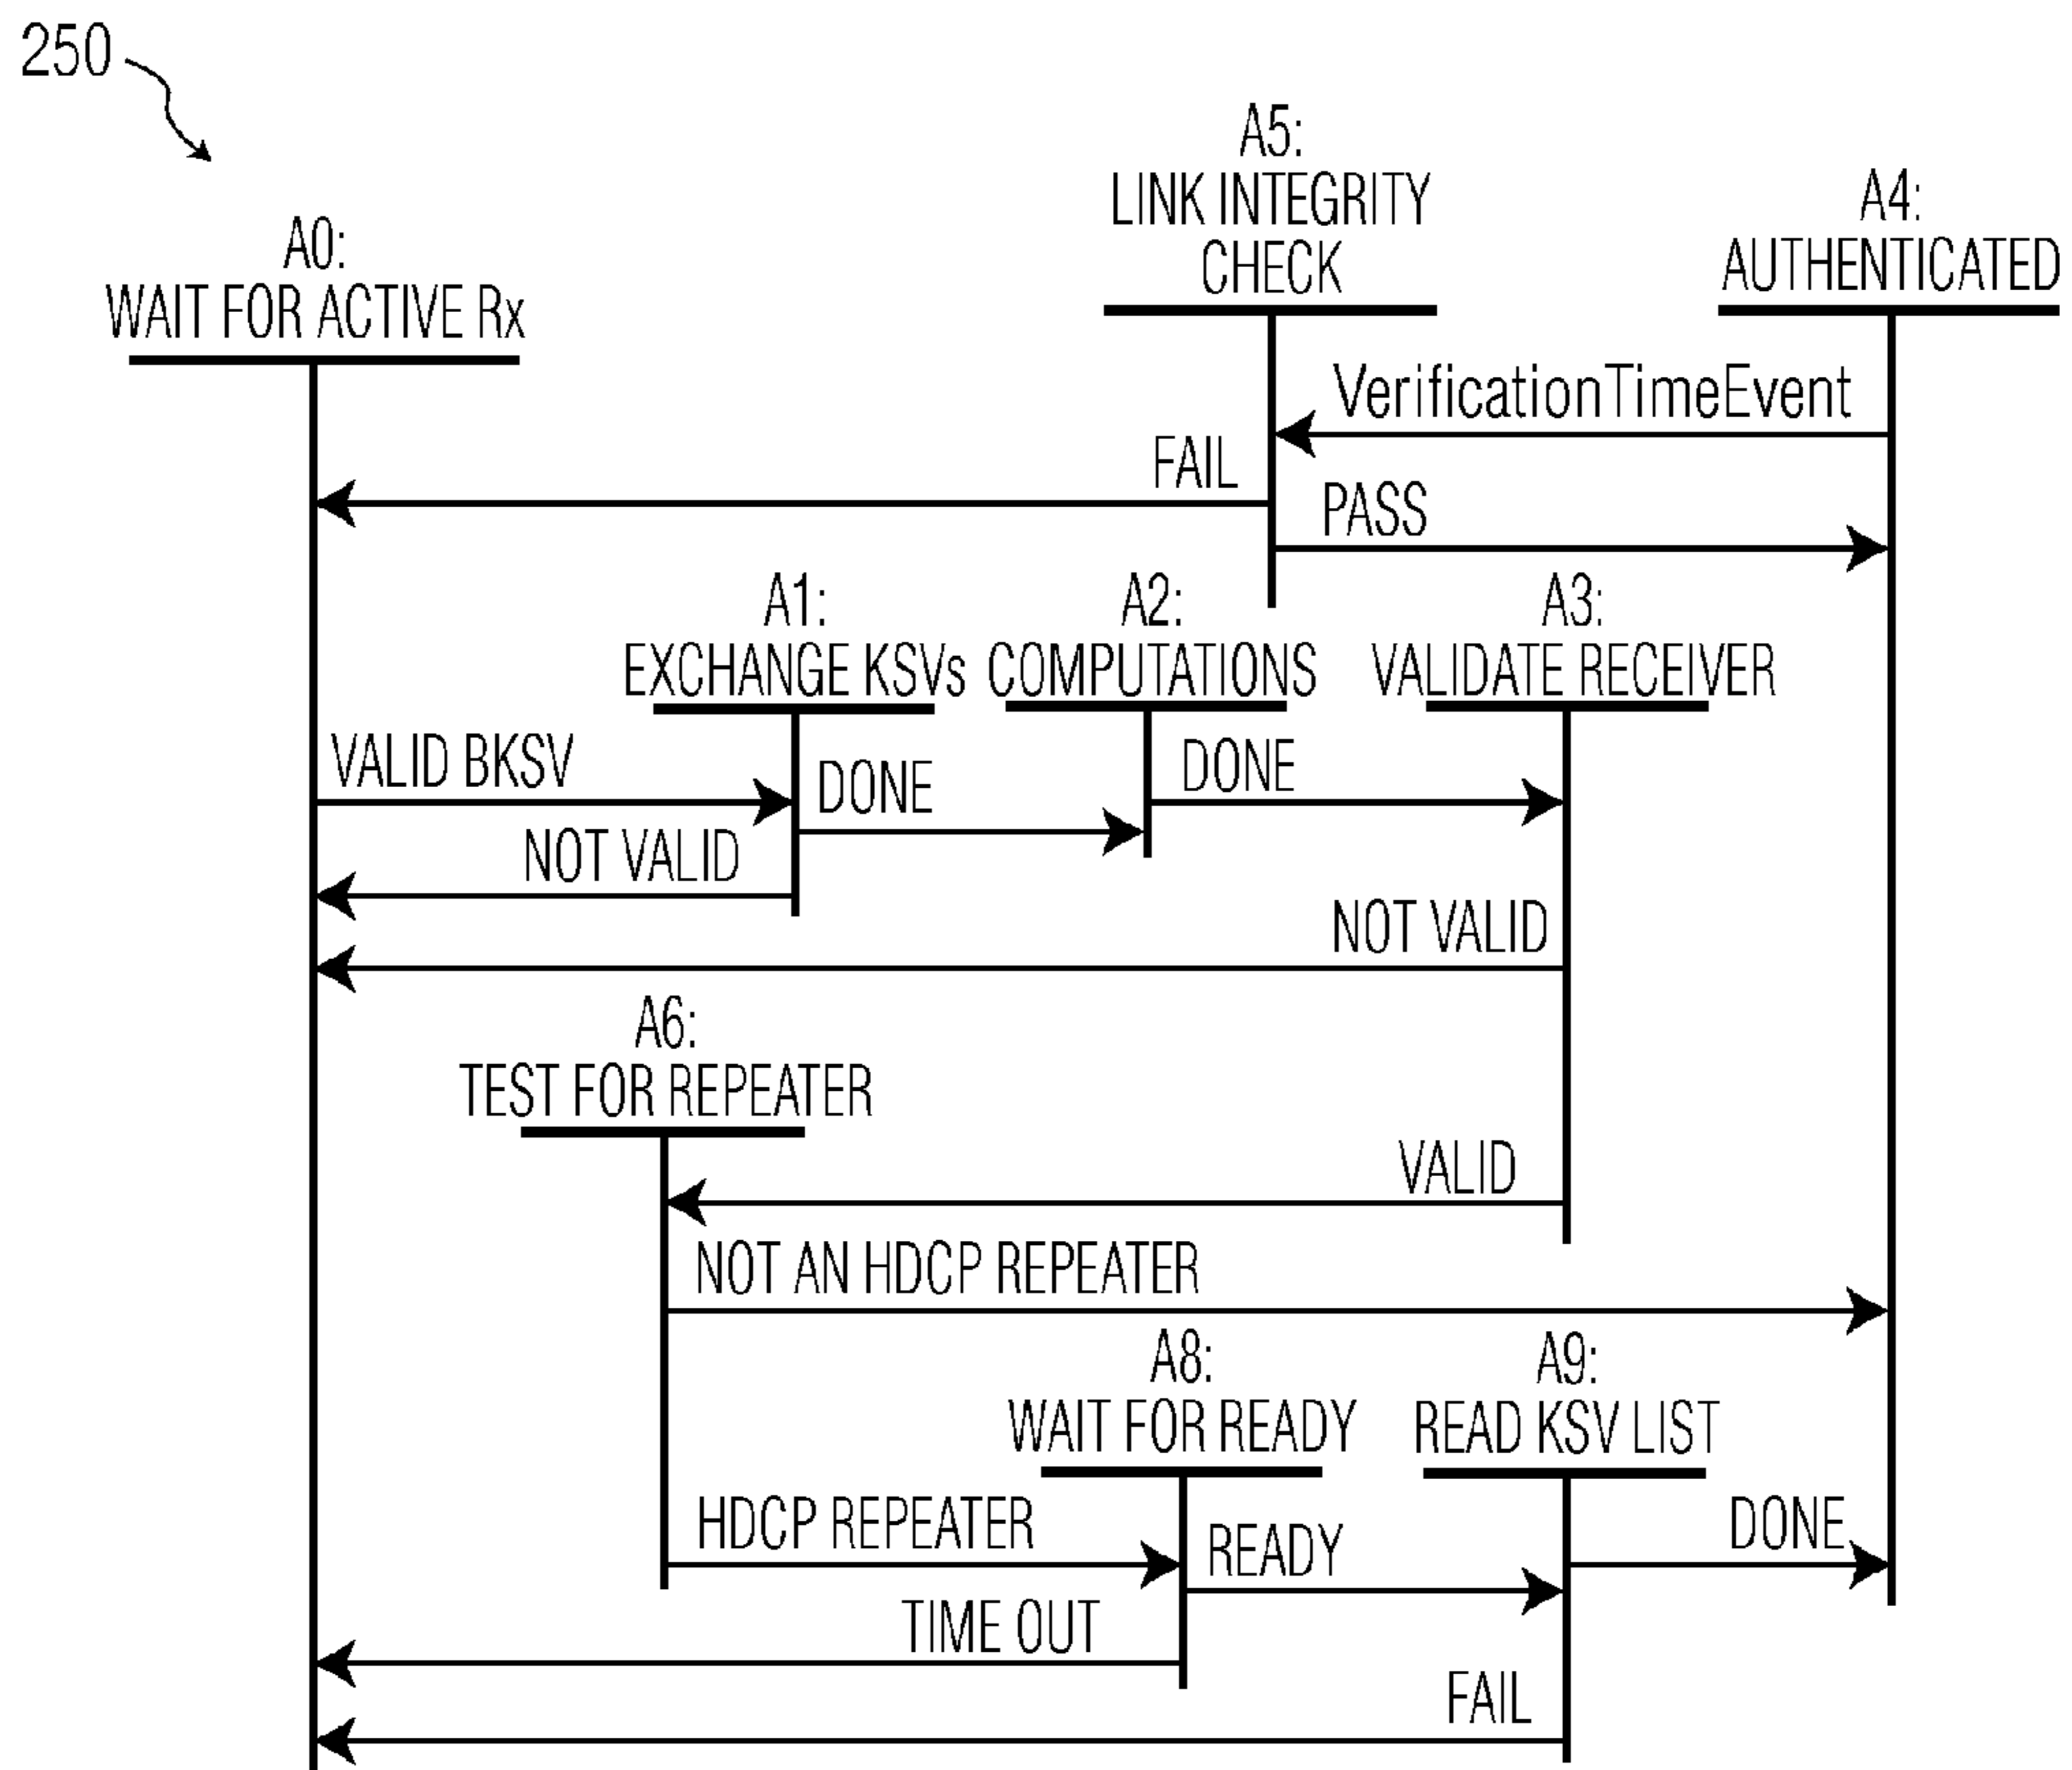 250
A5:
LINK INTEGRITY
CHECK
A4:
AUTHENTICATED
A0:
WAIT FOR ACTIVE Rx
VerificationTimeEvent
FAIL
PASS
A1:
EXCHANGE KSVs
A2:
COMPUTATIONS
A3:
VALIDATE RECEIVER
VALID BKSV
DONE
DONE
NOT VALID
NOT VALID
A6:
TEST FOR REPEATER
VALID
NOT AN HDCP REPEATER
A8:
WAIT FOR READY
A9:
READ KSV LIST
HDCP REPEATER
READY
DONE
TIME OUT
FAIL